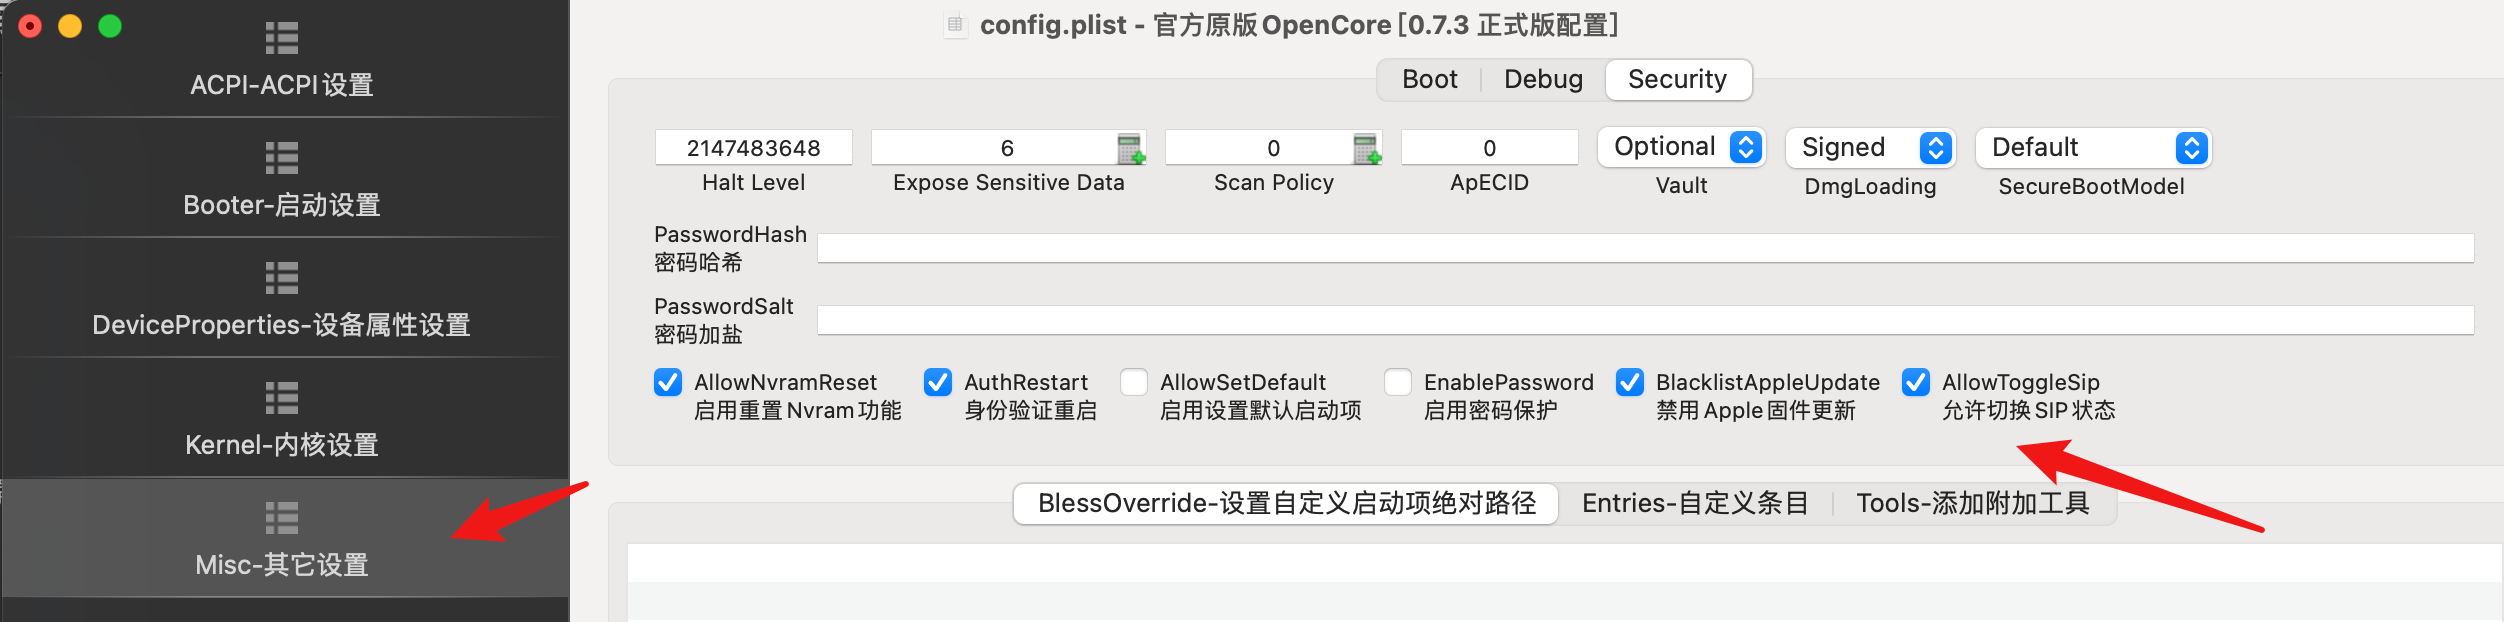 config.plist - 官方原版 OpenCore [0.7.3 正式版配置]
ACPI-ACPI 设置
Booter-启动设置
DeviceProperties-设备属性设置
Kernel-内核设置
Misc-其它设置
Boot Debug Security
2147483648 6 0 0 Optional Signed Default
Halt Level Expose Sensitive Data Scan Policy ApECID Vault DmgLoading SecureBootModel
PasswordHash
密码哈希
PasswordSalt
密码加盐
AllowNvramReset AuthRestart AllowSetDefault EnablePassword BlacklistAppleUpdate AllowToggleSip
启用重置 Nvram 功能 身份验证重启 启用设置默认启动项 启用密码保护 禁用 Apple 固件更新 允许切换 SIP 状态
BlessOverride-设置自定义启动项绝对路径 Entries-自定义条目 Tools-添加附加工具